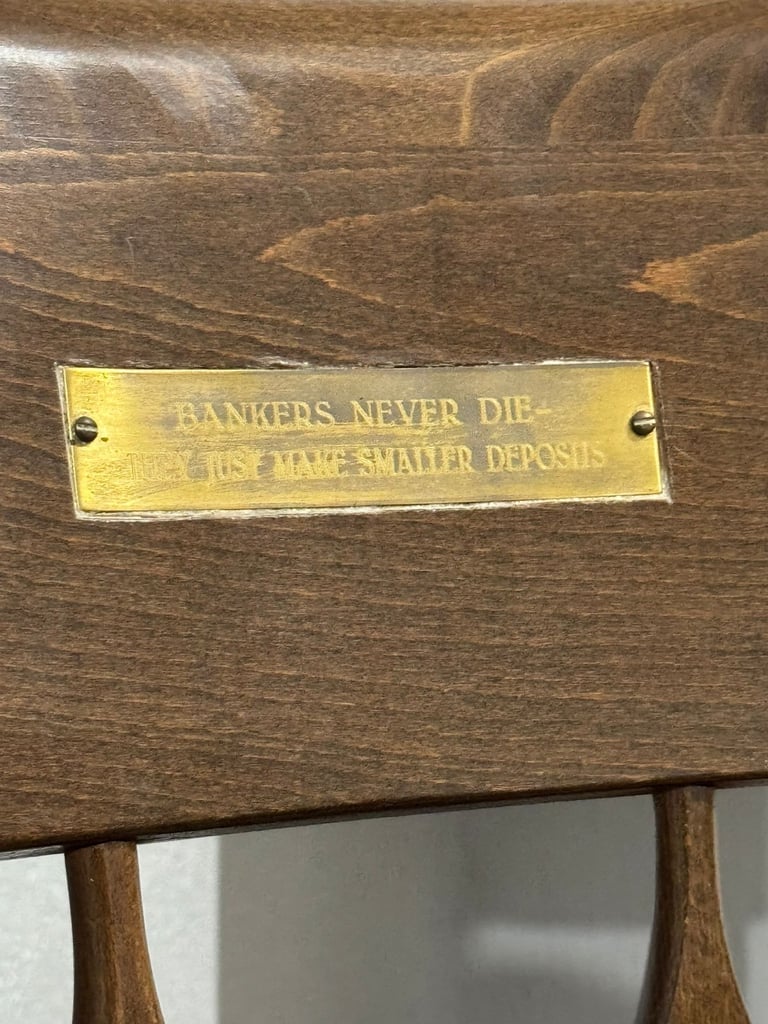 BANKERS NEVER DIE-
THEY JUST MAKE SMALLER DEPOSITS